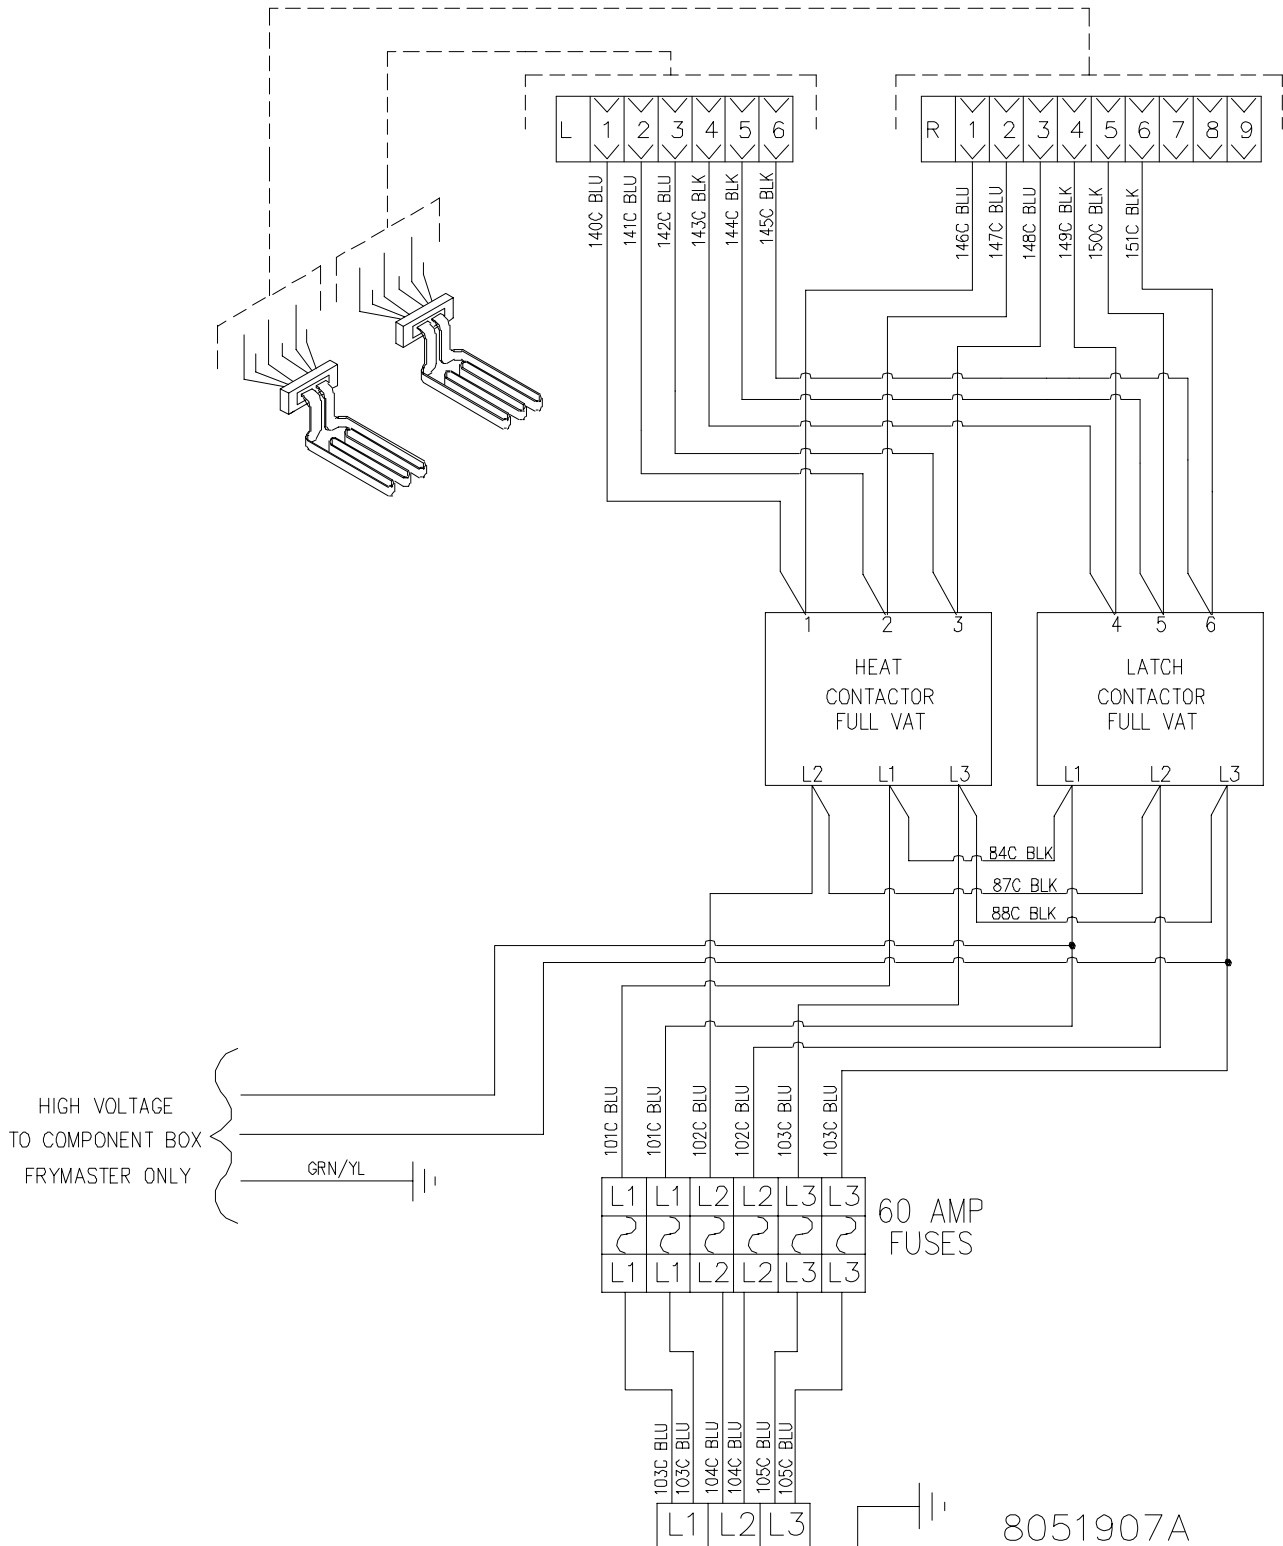 L 1 2 3 4 5 6
R 1 2 3 4 5 6 7 8 9
140C BLU
141C BLU
142C BLU
143C BLK
144C BLK
145C BLK
146C BLU
147C BLU
148C BLU
149C BLK
150C BLK
151C BLK
1 2 3
HEAT
CONTACTOR
FULL VAT
L2 L1 L3
4 5 6
LATCH
CONTACTOR
FULL VAT
L1 L2 L3
84C BLK
87C BLK
88C BLK
HIGH VOLTAGE
TO COMPONENT BOX
FRYMASTER ONLY
GRN/YL
101C BLU
101C BLU
102C BLU
102C BLU
103C BLU
103C BLU
L1 L1 L2 L2 L3 L3
60 AMP
FUSES
L1 L1 L2 L2 L3 L3
103C BLU
103C BLU
104C BLU
104C BLU
105C BLU
105C BLU
L1 L2 L3
8051907A